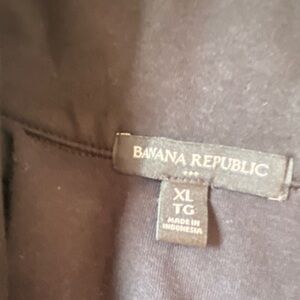 BANANA REPUBLIC
XL
TG
MADE IN
INDONESIA